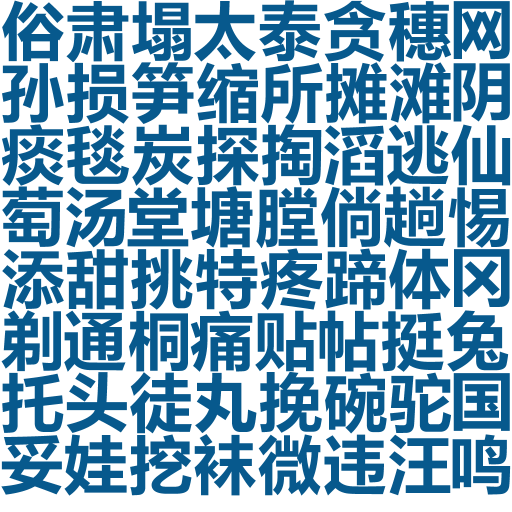 俗肃塌太泰贪穗网
孙损笋缩所摊滩阴
痰毯炭探掏滔逃仙
萄汤堂塘膛倘趟惕
添甜挑特疼蹄体冈
剃通桐痛贴帖挺兔
托头徒丸挽碗驼国
妥娃挖袜微违汪鸣